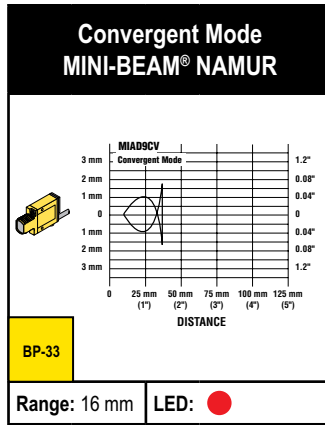 Convergent Mode
MINI-BEAM® NAMUR
MIAD9CV
Convergent Mode
3 mm 1.2"
2 mm 0.08"
1 mm 0.04"
0 0
1 mm 0.04"
2 mm 0.08"
3 mm 1.2"
0 25 mm 50 mm 75 mm 100 mm 125 mm
(1") (2") (3") (4") (5")
DISTANCE
BP-33
Range: 16 mm LED: